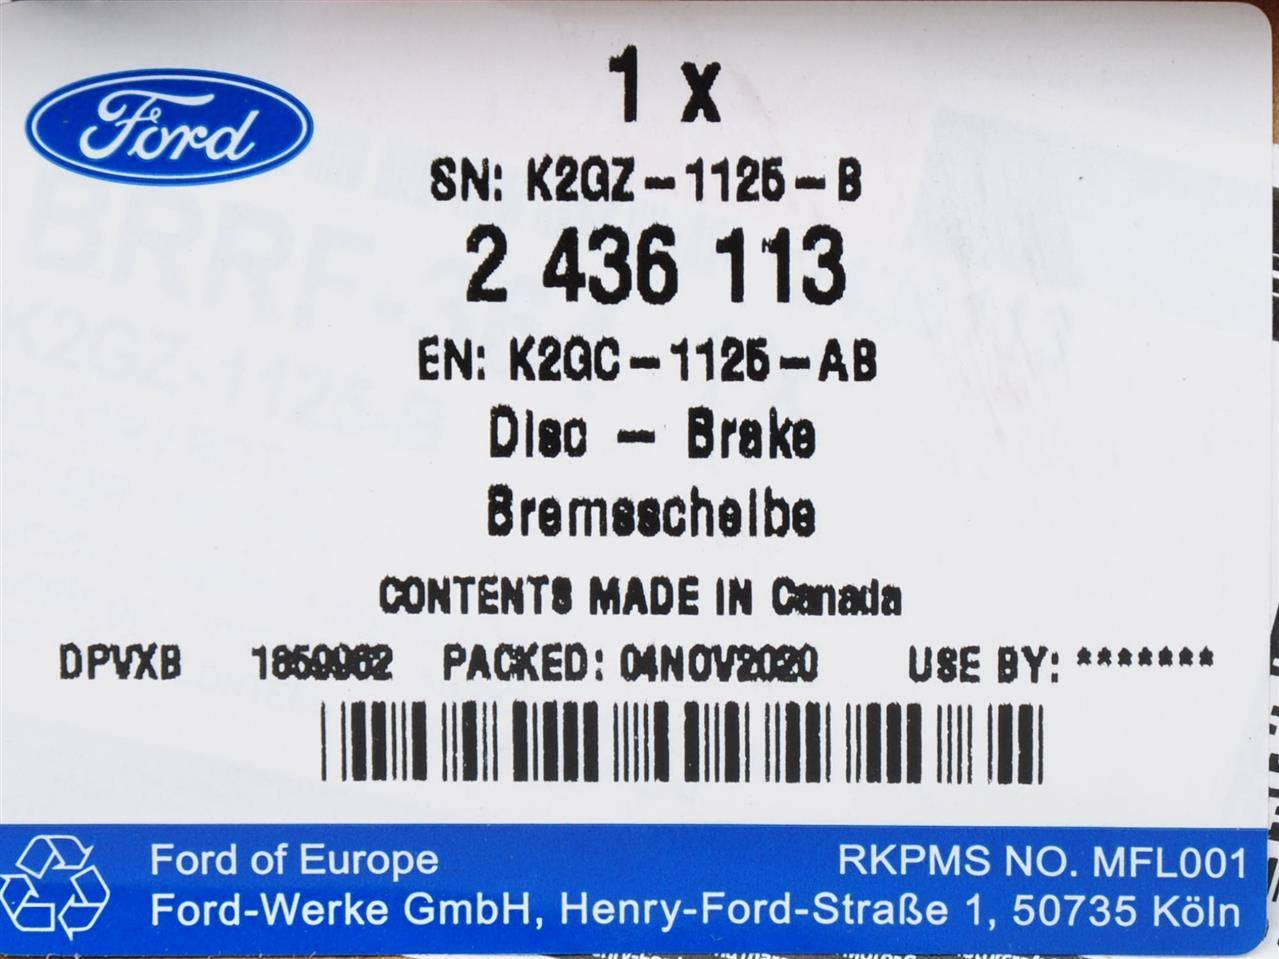 Ford
1 x
SN: K2GZ-1125-B
2 436 113
EN: K2GC-1125-AB
Disc - Brake
Bremsscheibe
CONTENTS MADE IN Canada
DPVXB 1859962 PACKED: 04NOV2020 USE BY: *******
Ford of Europe RKPMS NO. MFL001
Ford-Werke GmbH, Henry-Ford-Straße 1, 50735 Köln